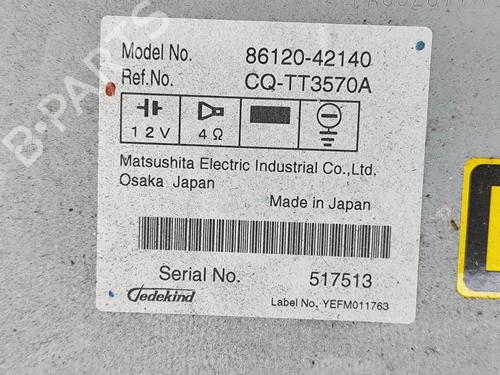 Model No. 86120-42140
Ref.No. CQ-TT3570A
12V 4Ω
Matsushita Electric Industrial Co.,Ltd.
Osaka Japan
Made in Japan
Serial No. 517513
Jedekind Label No. YEFM011763
B-PARTS